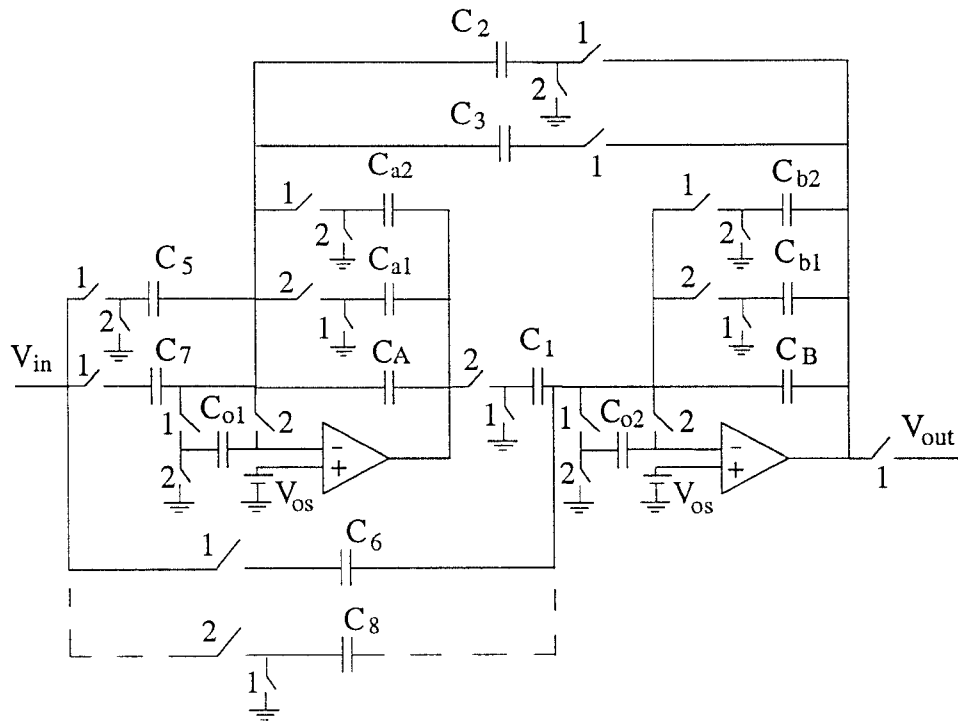 C2 1
2
C3
1
Ca2 Cb2
1 1
2 2
Ca1 Cb1
C5 2 2
1
2 1 1
Vin C7 CA 2 C1 CB
1
1 Co1 2 1 1 Co2 2
− −
+ + Vout
2 Vos 2 Vos 1
C6
1
C8
2
1